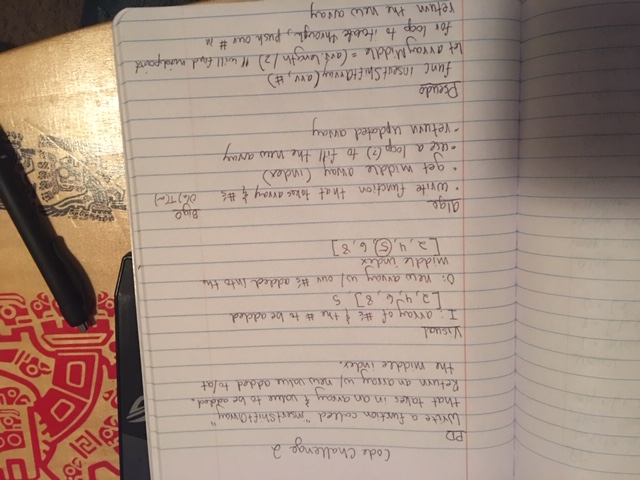 Code Challenge 2
PD
Write a function called "insertShiftArray"
that takes in an array & value to be added.
Return an array w/ new value added to/at
the middle index.
Visual
I: array of #'s & the # to be added
[2, 4, 6, 8], 5
O: new array w/ our #'s added into the
middle index
[2, 4, 5, 6, 8]
algo
Big O
• write function that takes array & #'s
O(n) T(n)
• get middle away (index)
• use a loop (?) to fill the new array
• return updated array
Pseudo
func insertShiftArray (arr, #)
let arrayMiddle = (arr.length / 2) // will find midpoint
for loop to iterate through, push our # in
return the new array